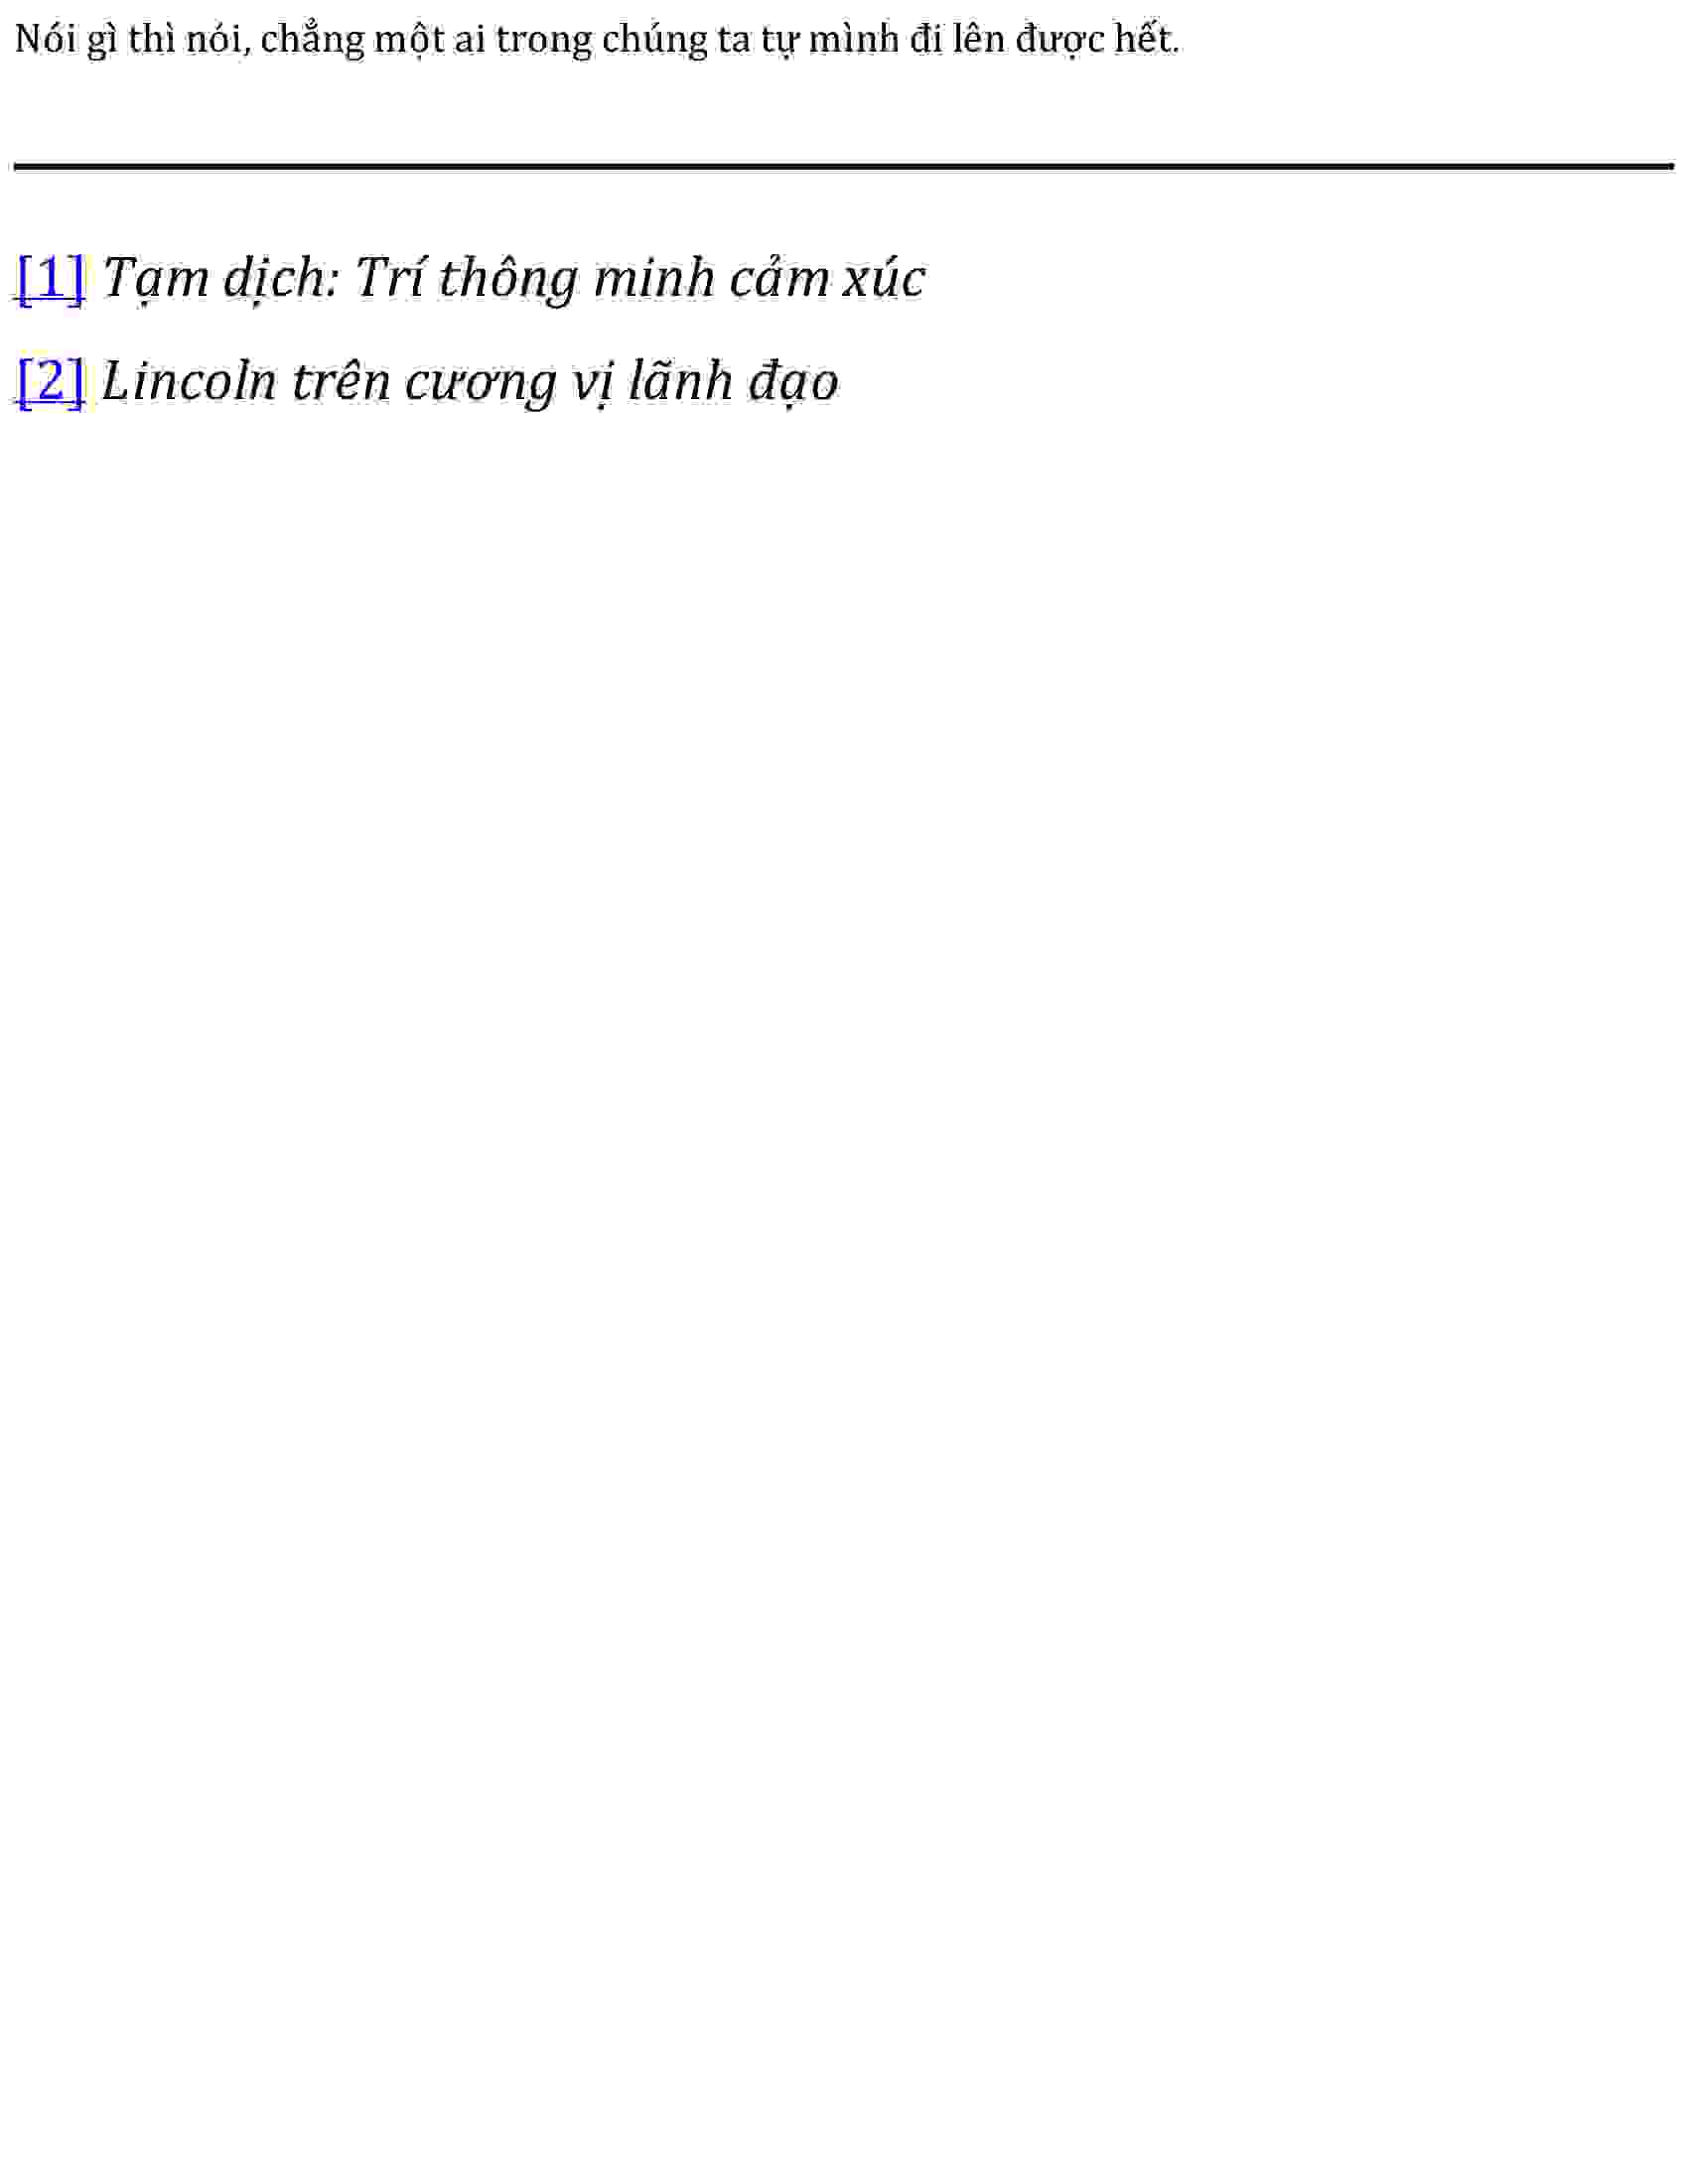 Nói gì thì nói, chẳng một ai trong chúng ta tự mình đi lên được hết.
[1] Tạm dịch: Trí thông minh cảm xúc
[2] Lincoln trên cương vị lãnh đạo